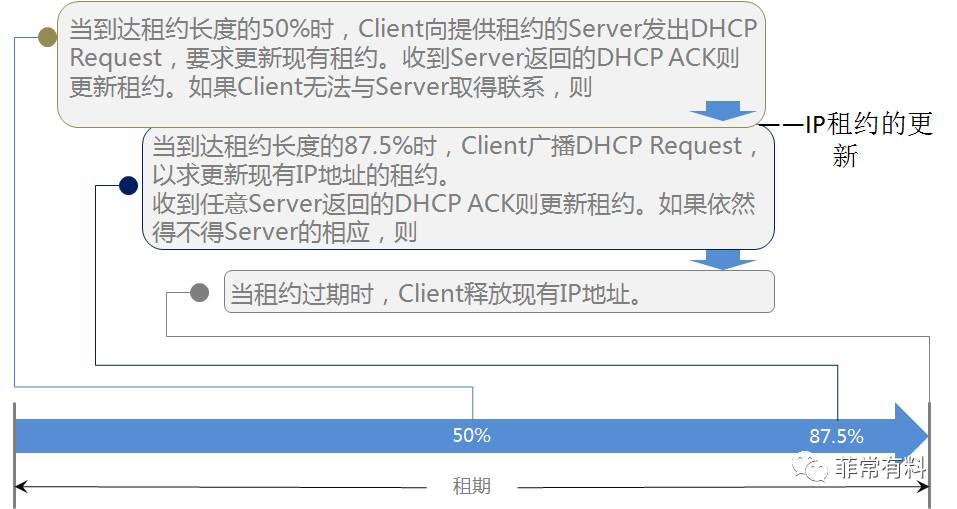 当到达租约长度的50%时，Client向提供租约的Server发出DHCP
Request，要求更新现有租约。收到Server返回的DHCP ACK则
更新租约。如果Client无法与Server取得联系，则
——IP租约的更
新
当到达租约长度的87.5%时，Client广播DHCP Request，
以求更新现有IP地址的租约。
收到任意Server返回的DHCP ACK则更新租约。如果依然
得不得Server的相应，则
当租约过期时，Client释放现有IP地址。
50%
87.5%
菲常有料
租期